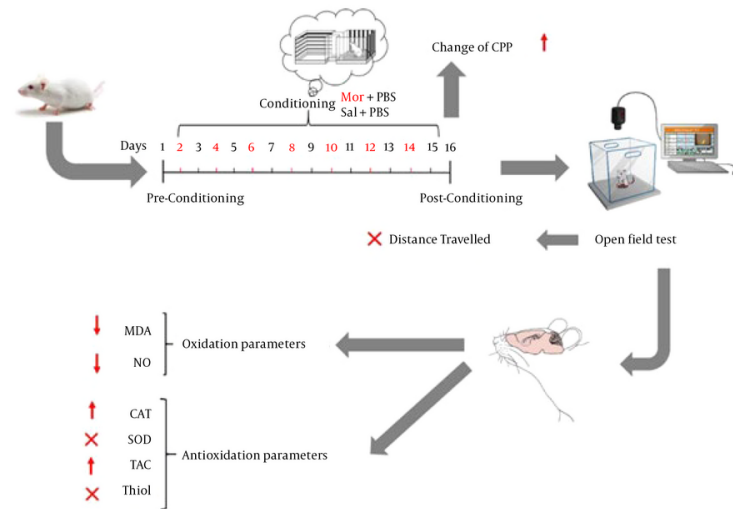 Change of CPP
Conditioning
Mor + PBS
Sal + PBS
Days
1 2 3 4 5 6 7 8 9 10 11 12 13 14 15 16
Pre-Conditioning
Post-Conditioning
Distance Travelled
Open field test
MDA
NO
Oxidation parameters
CAT
SOD
TAC
Thiol
Antioxidation parameters